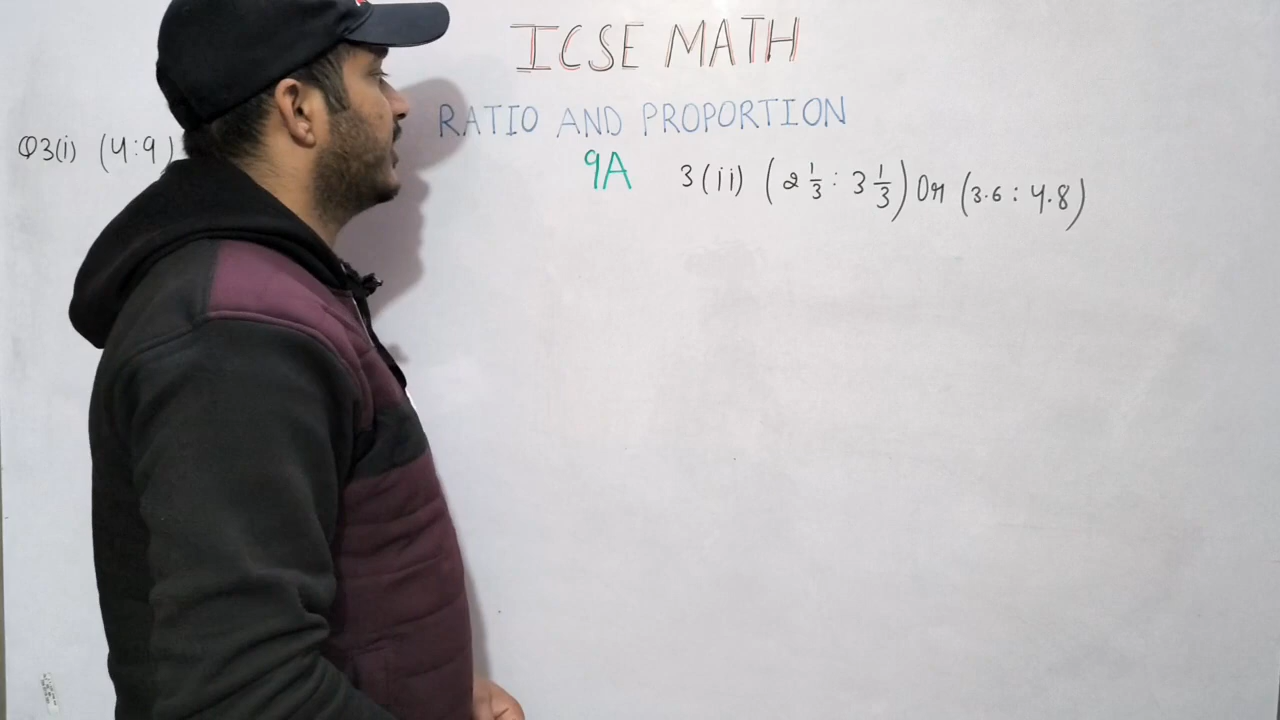 ICSE MATH
RATIO AND PROPORTION
Q3(i) (4:9)
9A 3(ii) (2 1/3 : 3 1/3) Or (3.6 : 4.8)